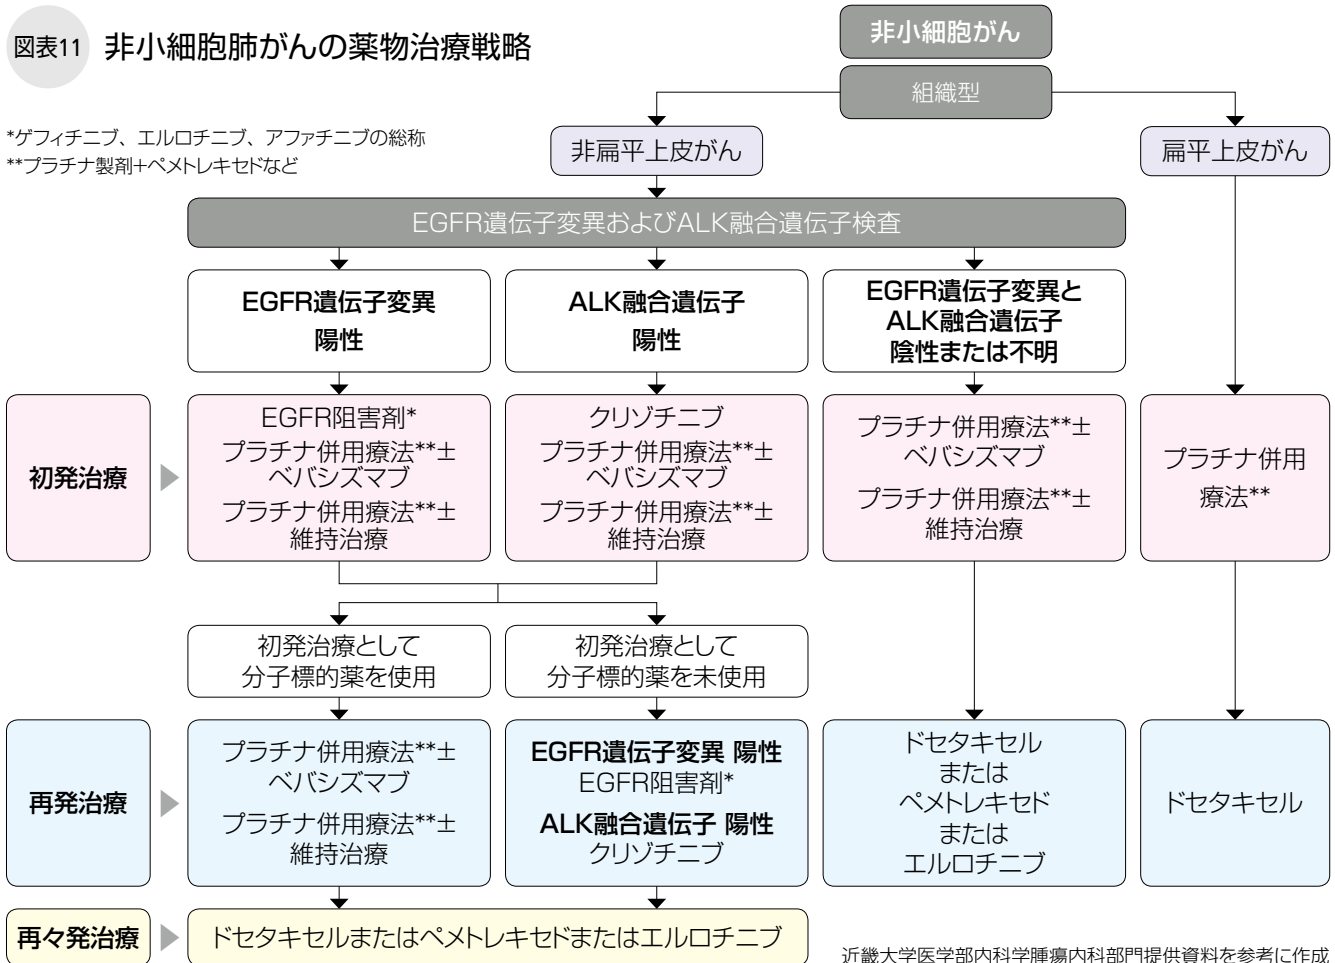 図表11 非小細胞肺がんの薬物治療戦略
*ゲフィチニブ、エルロチニブ、アファチニブの総称
**プラチナ製剤+ペメトレキセドなど
非小細胞がん
組織型
非扁平上皮がん
扁平上皮がん
EGFR遺伝子変異およびALK融合遺伝子検査
EGFR遺伝子変異
陽性
ALK融合遺伝子
陽性
EGFR遺伝子変異と
ALK融合遺伝子
陰性または不明
初発治療
EGFR阻害剤*
プラチナ併用療法**±
ベバシズマブ
プラチナ併用療法**±
維持治療
クリゾチニブ
プラチナ併用療法**±
ベバシズマブ
プラチナ併用療法**±
維持治療
プラチナ併用療法**±
ベバシズマブ
プラチナ併用療法**±
維持治療
プラチナ併用
療法**
初発治療として
分子標的薬を使用
初発治療として
分子標的薬を未使用
再発治療
プラチナ併用療法**±
ベバシズマブ
プラチナ併用療法**±
維持治療
EGFR遺伝子変異 陽性
EGFR阻害剤*
ALK融合遺伝子 陽性
クリゾチニブ
ドセタキセル
または
ペメトレキセド
または
エルロチニブ
ドセタキセル
再々発治療
ドセタキセルまたはペメトレキセドまたはエルロチニブ
近畿大学医学部内科学腫瘍内科部門提供資料を参考に作成